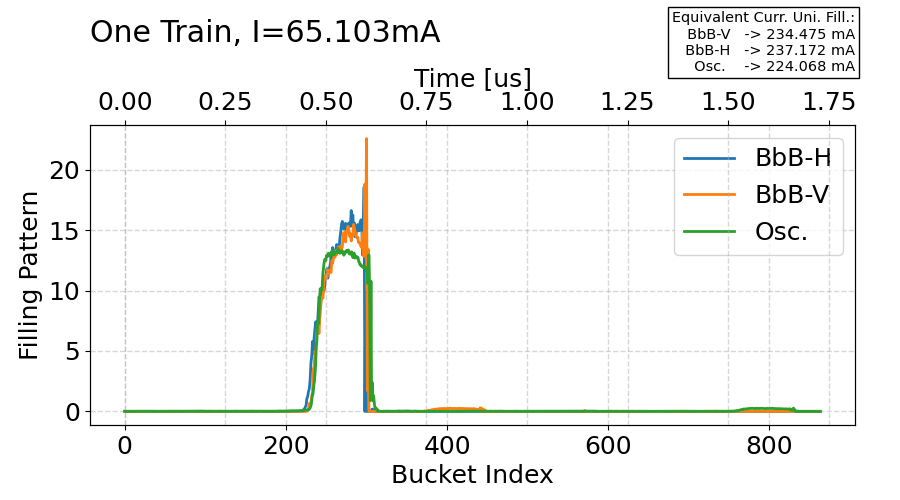 One Train, I=65.103mA
Equivalent Curr. Uni. Fill.:
BbB-V -> 234.475 mA
BbB-H -> 237.172 mA
Osc. -> 224.068 mA
Time [us]
0.00 0.25 0.50 0.75 1.00 1.25 1.50 1.75
BbB-H
BbB-V
Osc.
Filling Pattern
20
15
10
5
0
0 200 400 600 800
Bucket Index